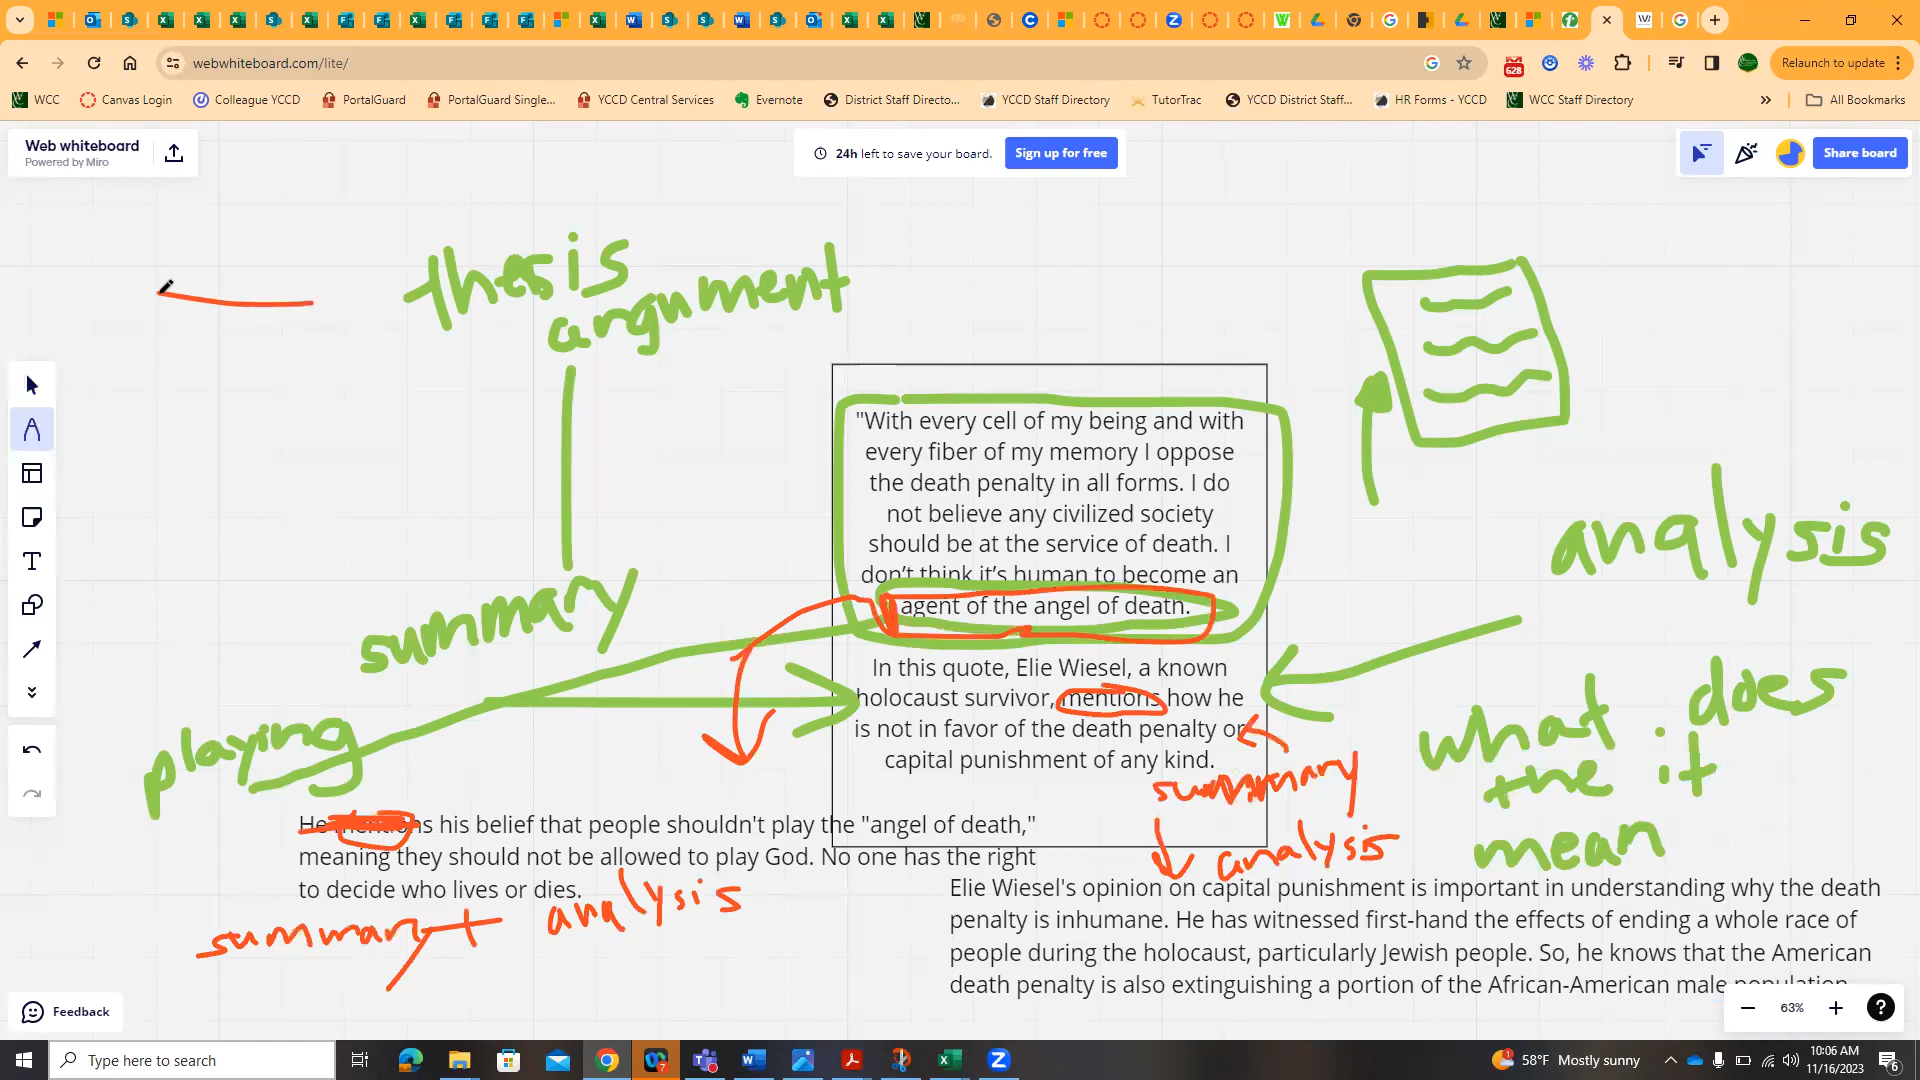 webwhiteboard.com/lite/
628
Relaunch to update
WCC
Canvas Login
Colleague YCCD
PortalGuard
PortalGuard Single...
YCCD Central Services
Evernote
District Staff Directo...
YCCD Staff Directory
TutorTrac
YCCD District Staff...
HR Forms - YCCD
WCC Staff Directory
All Bookmarks
Web whiteboard
Powered by Miro
24h left to save your board.
Sign up for free
Share board
thesis
argument
"With every cell of my being and with
every fiber of my memory I oppose
the death penalty in all forms. I do
not believe any civilized society
should be at the service of death. I
don't think it's human to become an
agent of the angel of death.
In this quote, Elie Wiesel, a known
holocaust survivor, mentions how he
is not in favor of the death penalty or
capital punishment of any kind.
analysis
summary
playing
what does
the it
mean
summary
analysis
He mentions his belief that people shouldn't play the "angel of death,"
meaning they should not be allowed to play God. No one has the right
to decide who lives or dies.
summary + analysis
Elie Wiesel's opinion on capital punishment is important in understanding why the death
penalty is inhumane. He has witnessed first-hand the effects of ending a whole race of
people during the holocaust, particularly Jewish people. So, he knows that the American
death penalty is also extinguishing a portion of the African-American male population.
Feedback
63%
Type here to search
7
58°F Mostly sunny
10:06 AM
11/16/2023
6